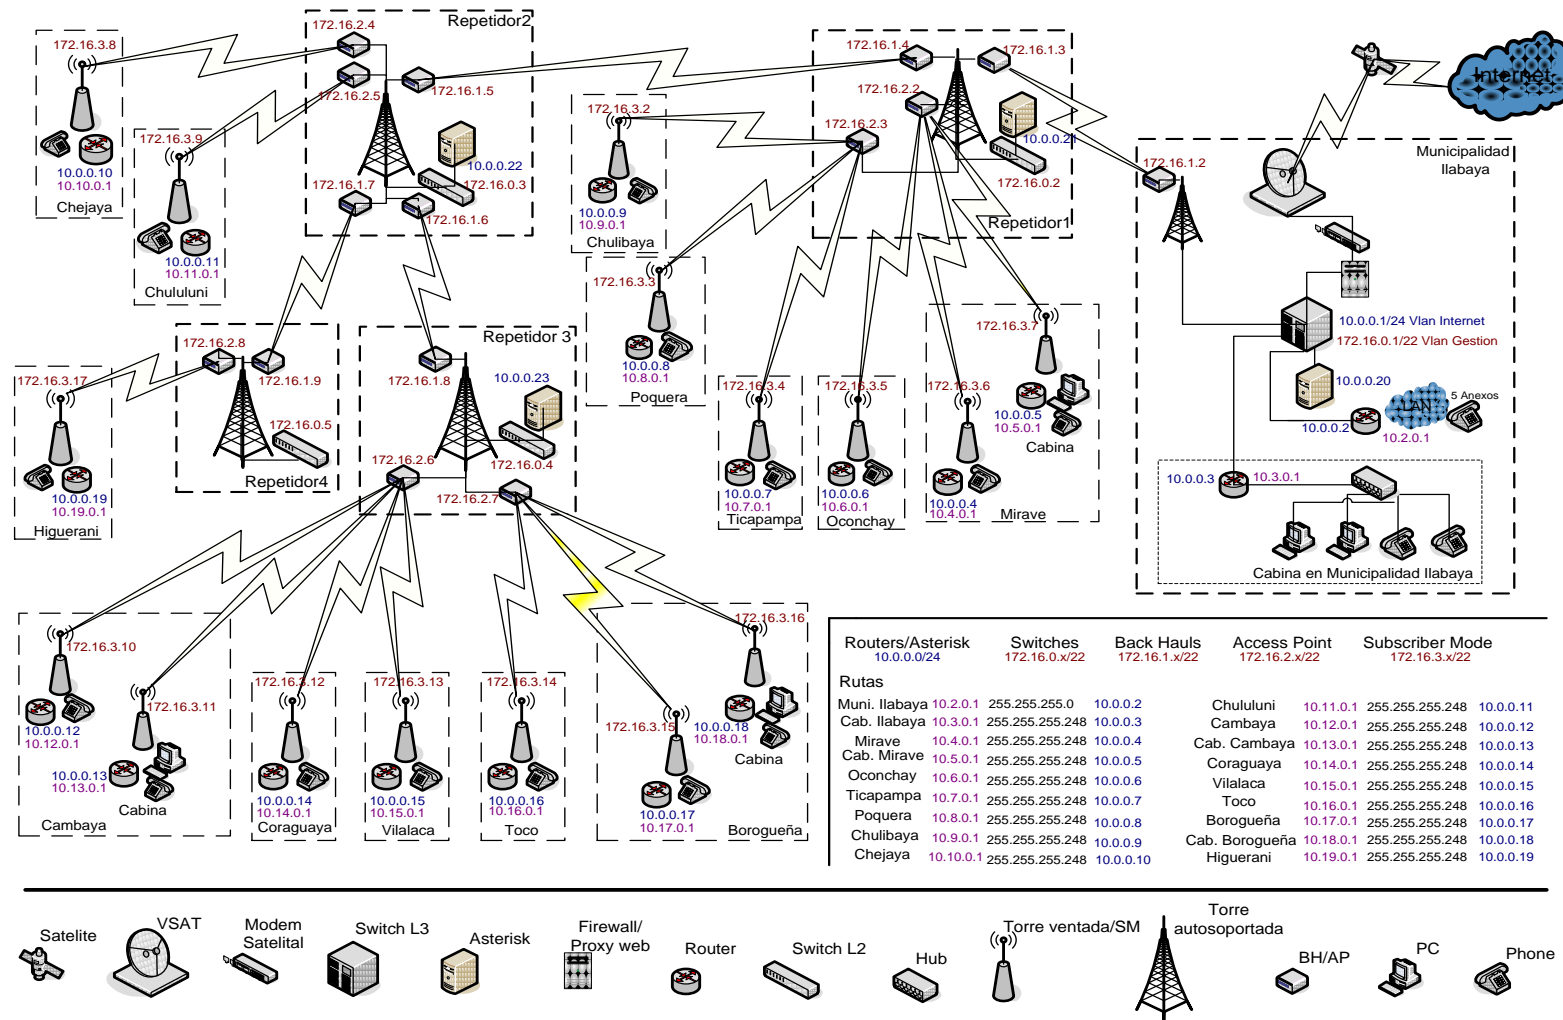 172.16.2.4
Repetidor2
172.16.3.8
172.16.2.5
172.16.1.5
172.16.3.9
10.0.0.22
172.16.0.3
172.16.1.7
172.16.1.6
10.0.0.10
10.10.0.1
Chejaya
10.0.0.11
10.11.0.1
Chululuni
172.16.1.4
172.16.1.3
172.16.2.2
172.16.2.3
10.0.0.21
172.16.0.2
Repetidor1
172.16.3.2
10.0.0.9
10.9.0.1
Chulibaya
172.16.3.3
10.0.0.8
10.8.0.1
Poquera
Internet
172.16.1.2
Municipalidad
Ilabaya
10.0.0.1/24 Vlan Internet
172.16.0.1/22 Vlan Gestion
10.0.0.20
LAN
5 Anexos
10.0.0.2
10.2.0.1
10.0.0.3
10.3.0.1
Cabina en Municipalidad Ilabaya
172.16.2.8
172.16.1.9
172.16.0.5
Repetidor4
172.16.3.17
10.0.0.19
10.19.0.1
Higuerani
Repetidor 3
172.16.1.8
10.0.0.23
172.16.0.4
172.16.2.6
172.16.2.7
172.16.3.4
10.0.0.7
10.7.0.1
Ticapampa
172.16.3.5
10.0.0.6
10.6.0.1
Oconchay
172.16.3.7
172.16.3.6
10.0.0.5
10.5.0.1
Cabina
10.0.0.4
10.4.0.1
Mirave
172.16.3.10
172.16.3.11
10.0.0.12
10.12.0.1
10.0.0.13
10.13.0.1
Cabina
Cambaya
172.16.3.12
10.0.0.14
10.14.0.1
Coraguaya
172.16.3.13
10.0.0.15
10.15.0.1
Vilalaca
172.16.3.14
10.0.0.16
10.16.0.1
Toco
172.16.3.16
172.16.3.15
10.0.0.18
10.18.0.1
Cabina
10.0.0.17
10.17.0.1
Borogueña
Routers/Asterisk Switches Back Hauls Access Point Subscriber Mode
10.0.0.0/24 172.16.0.x/22 172.16.1.x/22 172.16.2.x/22 172.16.3.x/22
Rutas
Muni. Ilabaya 10.2.0.1 255.255.255.0 10.0.0.2
Cab. Ilabaya 10.3.0.1 255.255.255.248 10.0.0.3
Mirave 10.4.0.1 255.255.255.248 10.0.0.4
Cab. Mirave 10.5.0.1 255.255.255.248 10.0.0.5
Oconchay 10.6.0.1 255.255.255.248 10.0.0.6
Ticapampa 10.7.0.1 255.255.255.248 10.0.0.7
Poquera 10.8.0.1 255.255.255.248 10.0.0.8
Chulibaya 10.9.0.1 255.255.255.248 10.0.0.9
Chejaya 10.10.0.1 255.255.255.248 10.0.0.10
Chululuni 10.11.0.1 255.255.255.248 10.0.0.11
Cambaya 10.12.0.1 255.255.255.248 10.0.0.12
Cab. Cambaya 10.13.0.1 255.255.255.248 10.0.0.13
Coraguaya 10.14.0.1 255.255.255.248 10.0.0.14
Vilalaca 10.15.0.1 255.255.255.248 10.0.0.15
Toco 10.16.0.1 255.255.255.248 10.0.0.16
Borogueña 10.17.0.1 255.255.255.248 10.0.0.17
Cab. Borogueña 10.18.0.1 255.255.255.248 10.0.0.18
Higuerani 10.19.0.1 255.255.255.248 10.0.0.19
Satelite
VSAT
Modem
Satelital
Switch L3
Asterisk
Firewall/
Proxy web
Router
Switch L2
Hub
Torre ventada/SM
Torre
autosoportada
BH/AP
PC
Phone